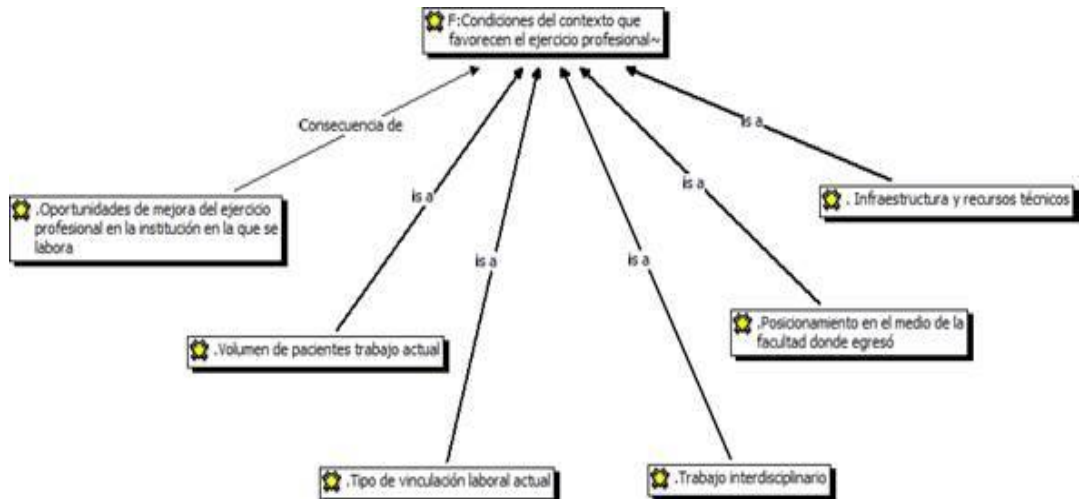 F:Condiciones del contexto que
favorecen el ejercicio profesional~
Consecuencia de
is a
is a
is a
is a
is a
.Oportunidades de mejora del ejercicio
profesional en la institución en la que se
labora
. Infraestructura y recursos técnicos
.Volumen de pacientes trabajo actual
.Posicionamiento en el medio de la
facultad donde egresó
.Tipo de vinculación laboral actual
.Trabajo interdisciplinario